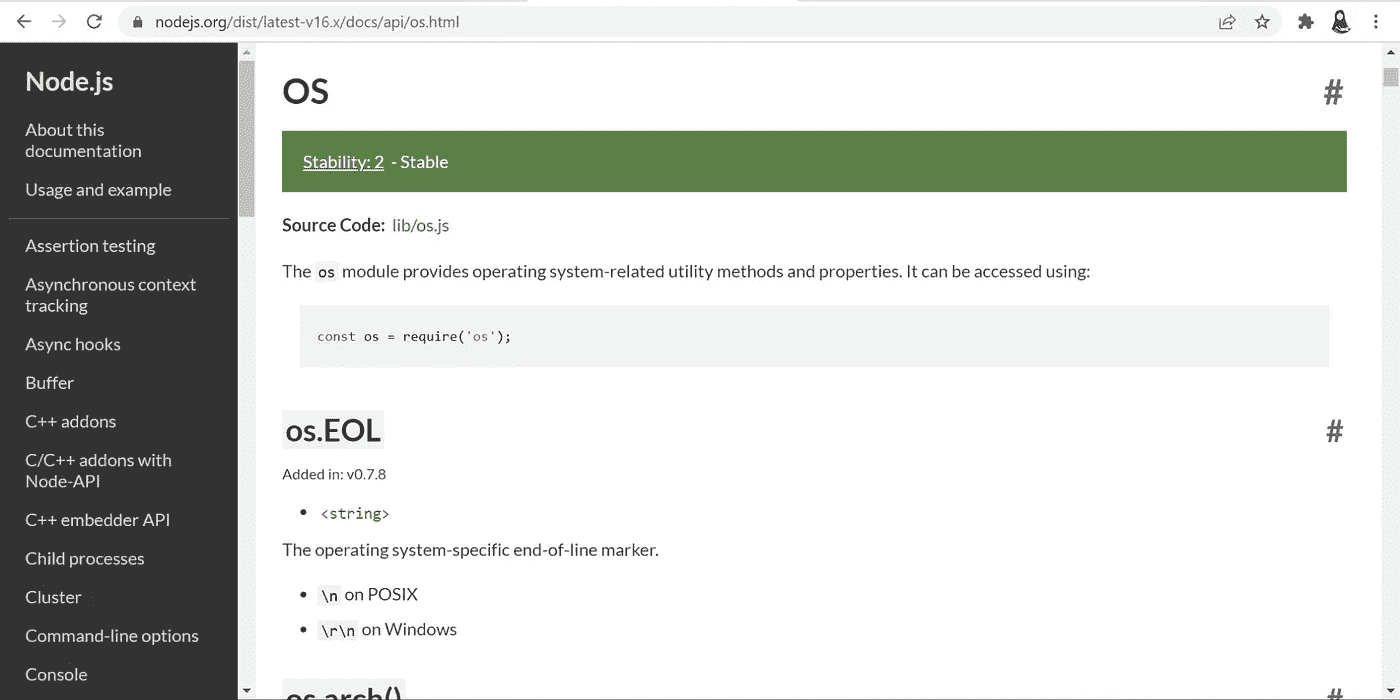 nodejs.org/dist/latest-v16.x/docs/api/os.html
Node.js
About this
documentation
Usage and example
Assertion testing
Asynchronous context
tracking
Async hooks
Buffer
C++ addons
C/C++ addons with
Node-API
C++ embedder API
Child processes
Cluster
Command-line options
Console
OS #
Stability: 2 - Stable
Source Code: lib/os.js
The os module provides operating system-related utility methods and properties. It can be accessed using:
const os = require('os');
os.EOL #
Added in: v0.7.8
• <string>
The operating system-specific end-of-line marker.
• \n on POSIX
• \r\n on Windows
os.arch() #